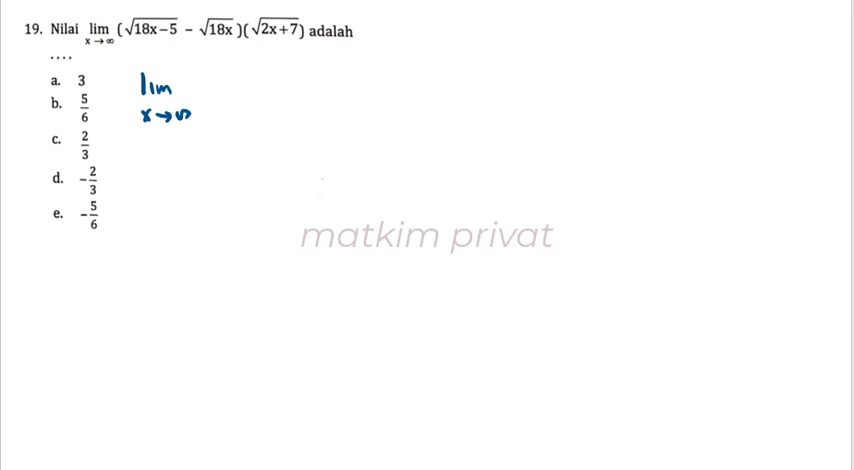 19. Nilai lim x→∞ (√18x−5 − √18x)(√2x+7) adalah
....
a. 3
b. 5/6
c. 2/3
d. −2/3
e. −5/6
lim
x→∞
matkim privat